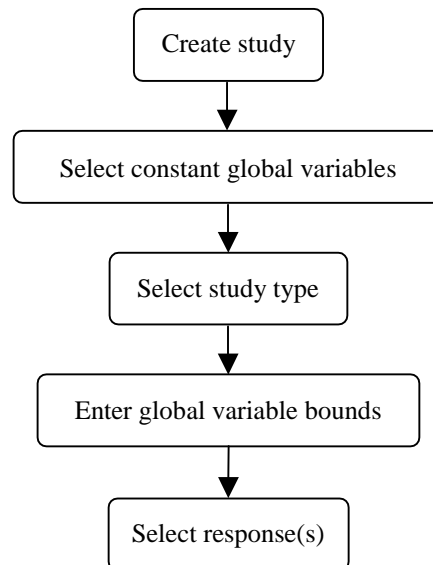 Create study
Select constant global variables
Select study type
Enter global variable bounds
Select response(s)